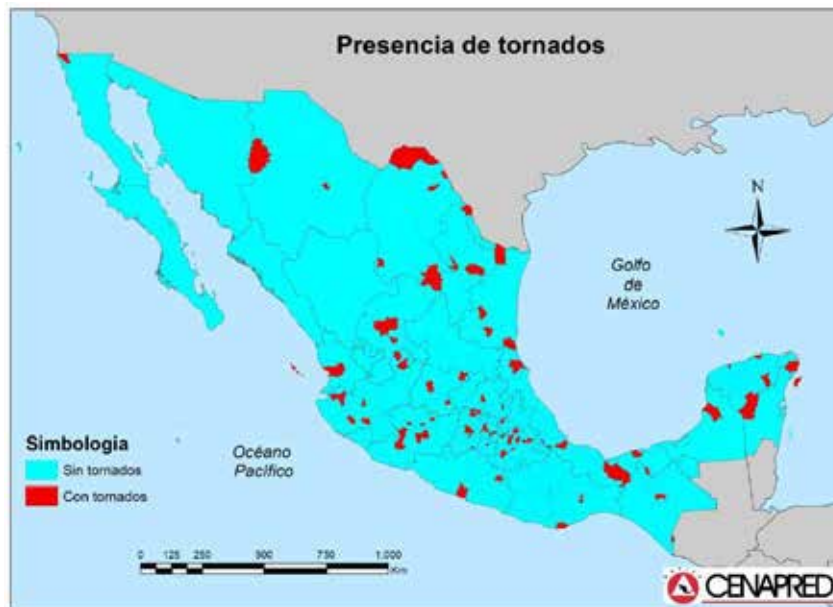 Presencia de tornados
N
Golfo
de
México
Simbologia
Sin tornados
Con tornados
Océano
Pacífico
0 125 250 500 750 1,000
Km
CENAPRED